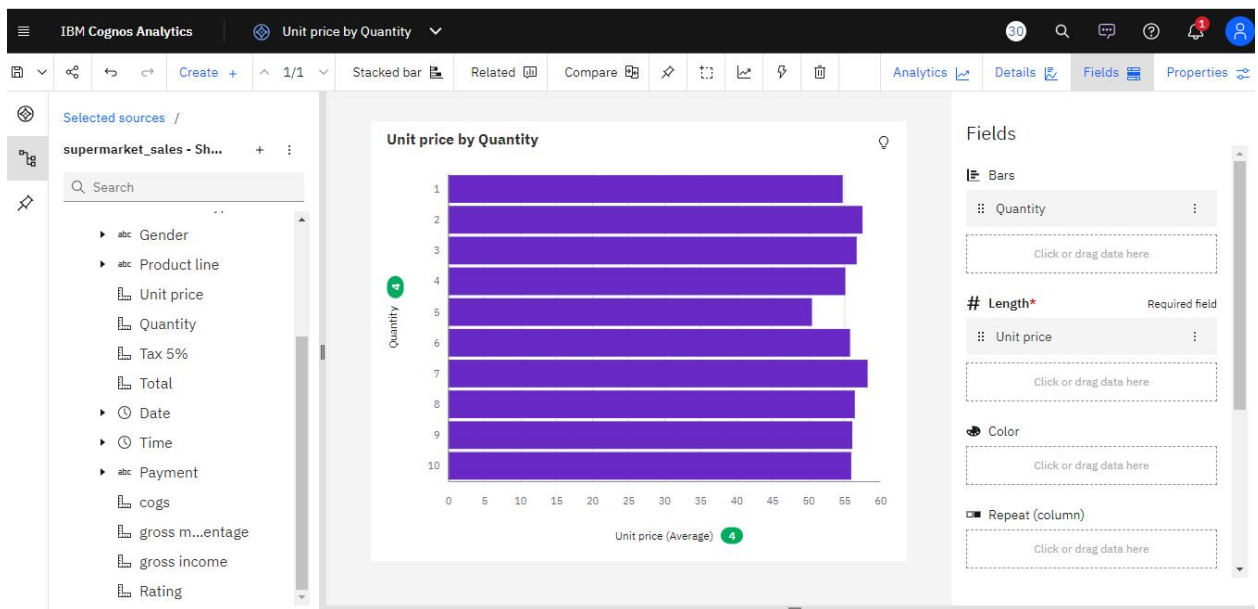 IBM Cognos Analytics
Unit price by Quantity
30
1
Create +
1/1
Stacked bar
Related
Compare
Analytics
Details
Fields
Properties
Selected sources /
supermarket_sales - Sh...
+
Search
abc Gender
abc Product line
Unit price
Quantity
Tax 5%
Total
Date
Time
abc Payment
cogs
gross m...entage
gross income
Rating
Unit price by Quantity
Quantity 4
1
2
3
4
5
6
7
8
9
10
0 5 10 15 20 25 30 35 40 45 50 55 60
Unit price (Average) 4
Fields
Bars
Quantity
Click or drag data here
# Length* Required field
Unit price
Click or drag data here
Color
Click or drag data here
Repeat (column)
Click or drag data here